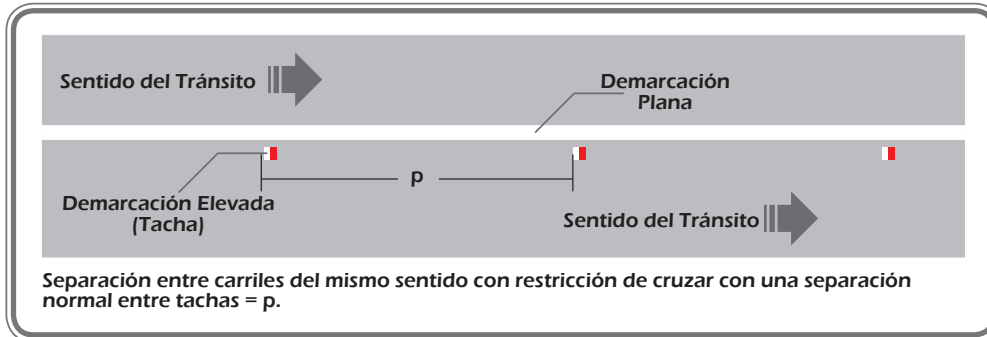 Sentido del Tránsito
Demarcación
Plana
p
Demarcación Elevada
(Tacha)
Sentido del Tránsito
Separación entre carriles del mismo sentido con restricción de cruzar con una separación
normal entre tachas = p.